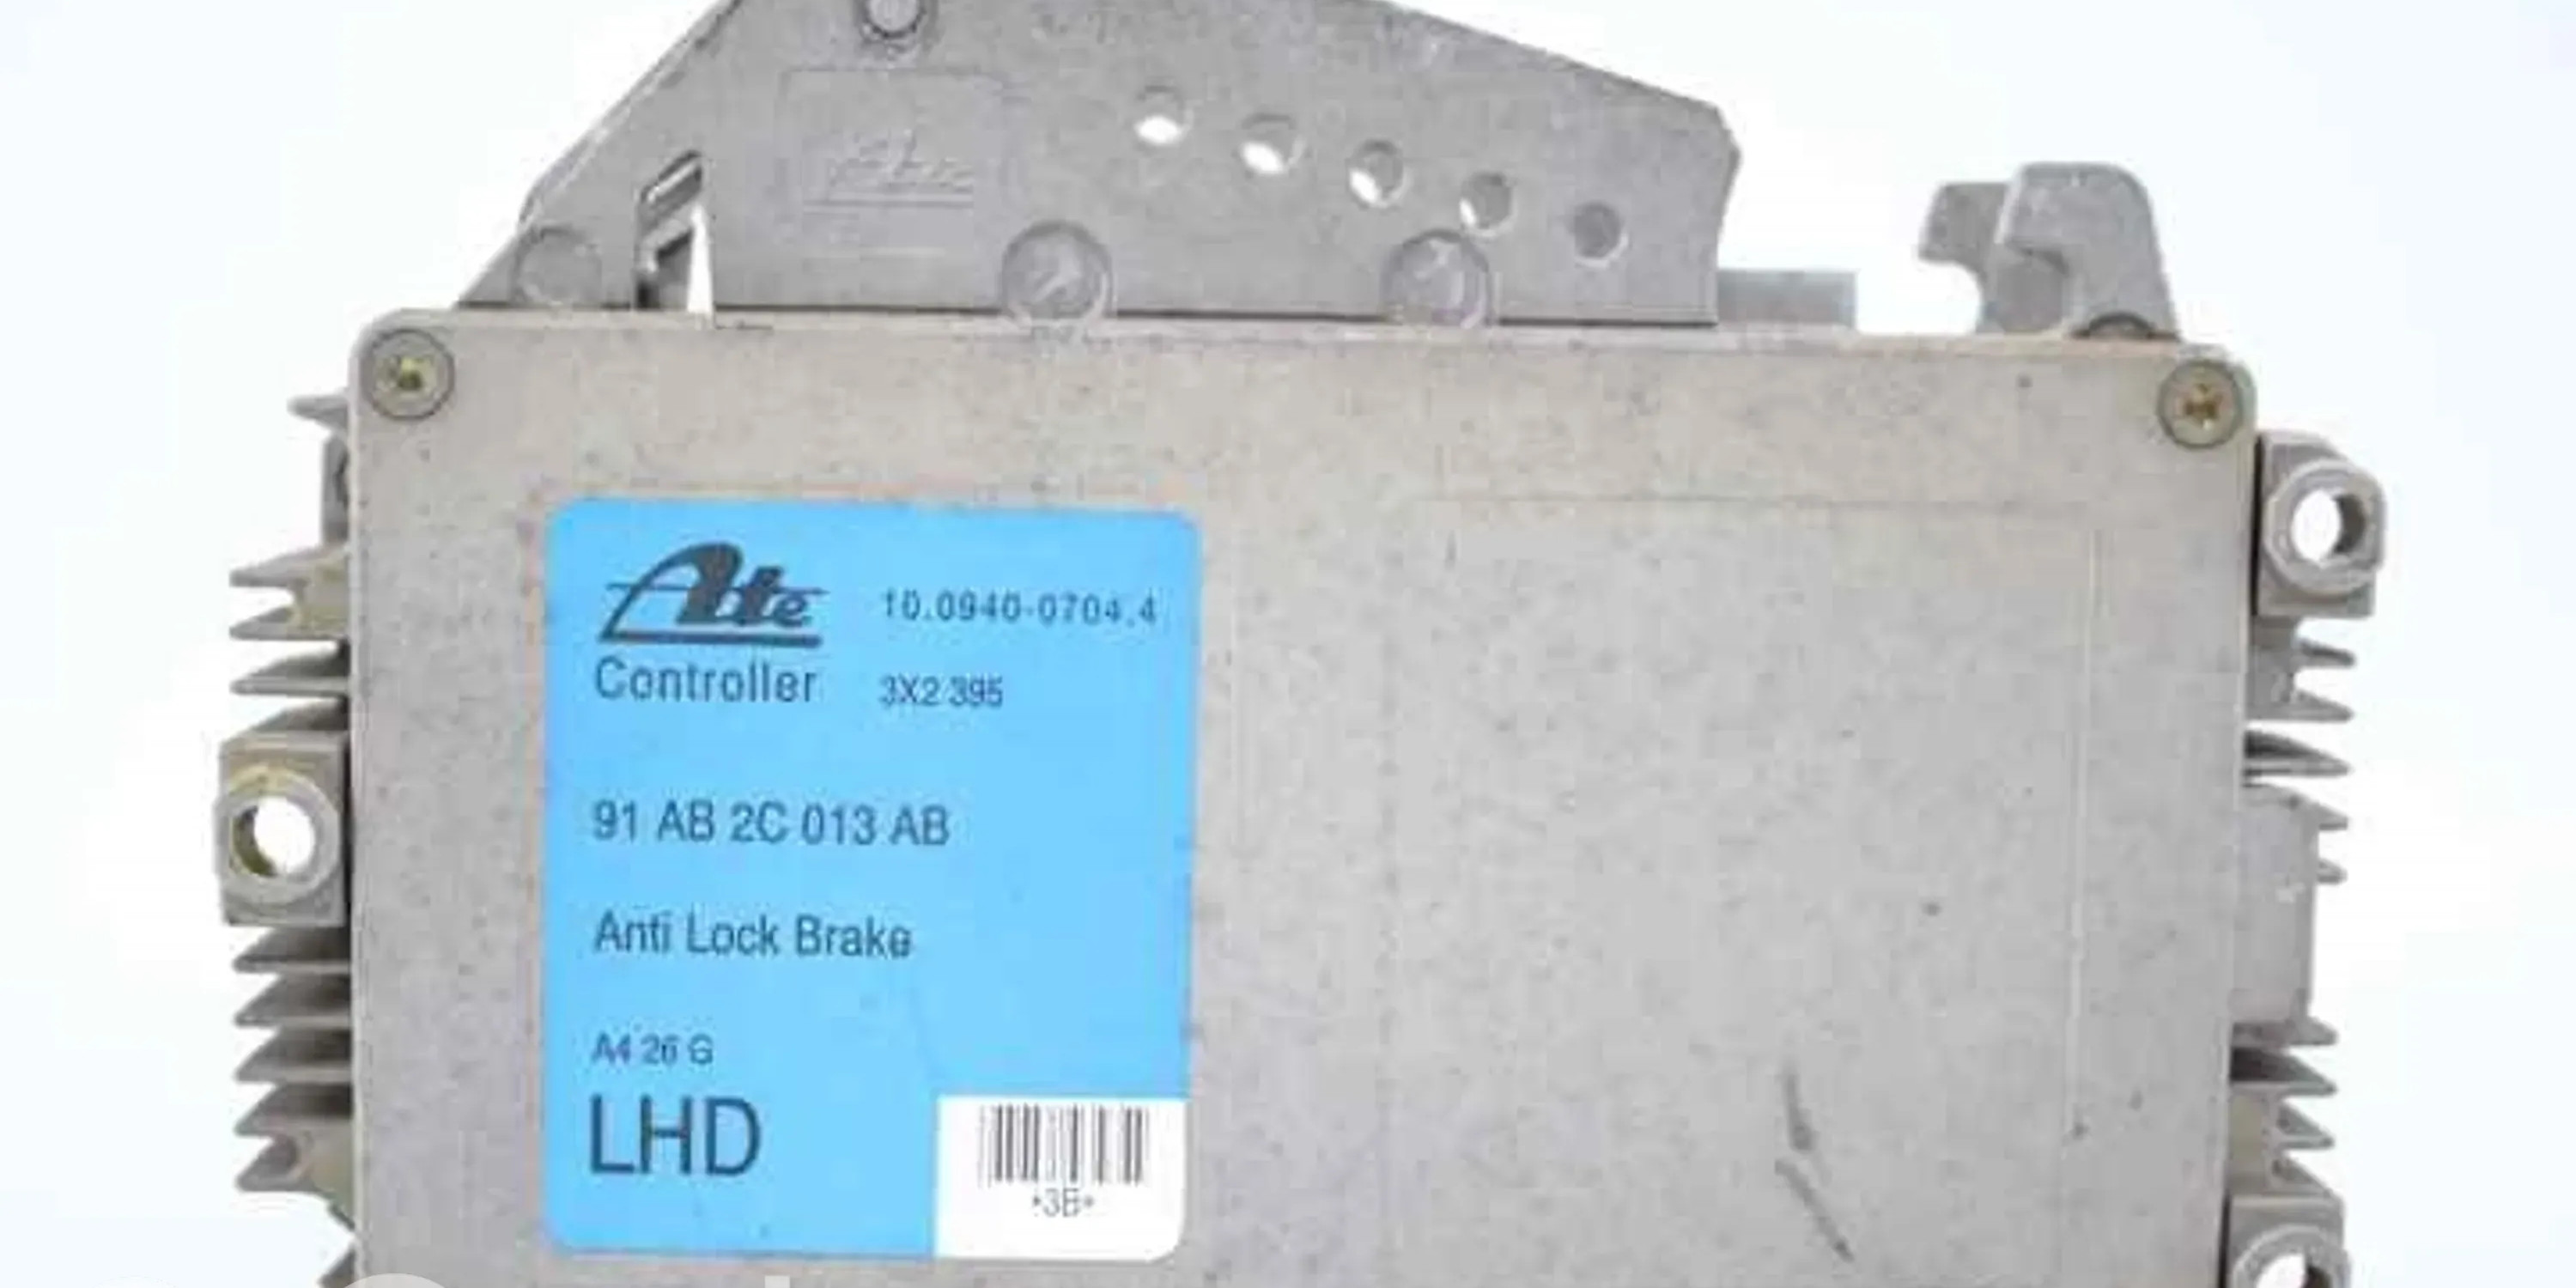 Ate
Ate 10.0940-0704.4
Controller 3X2 395
91 AB 2C 013 AB
Anti Lock Brake
A4 26 G
LHD
*3B*